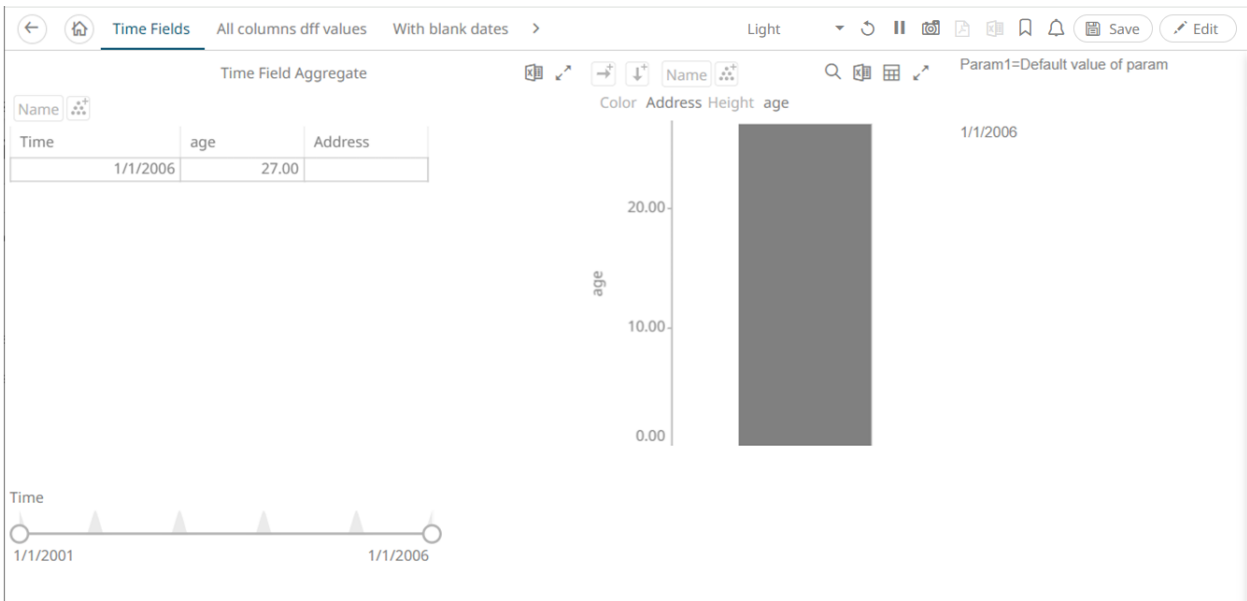 Time Fields All columns dff values With blank dates Light Save Edit
Time Field Aggregate
Name
Time age Address
1/1/2006 27.00
Time
1/1/2001 1/1/2006
Name
Color Address Height age
20.00
10.00
0.00
age
Param1=Default value of param
1/1/2006